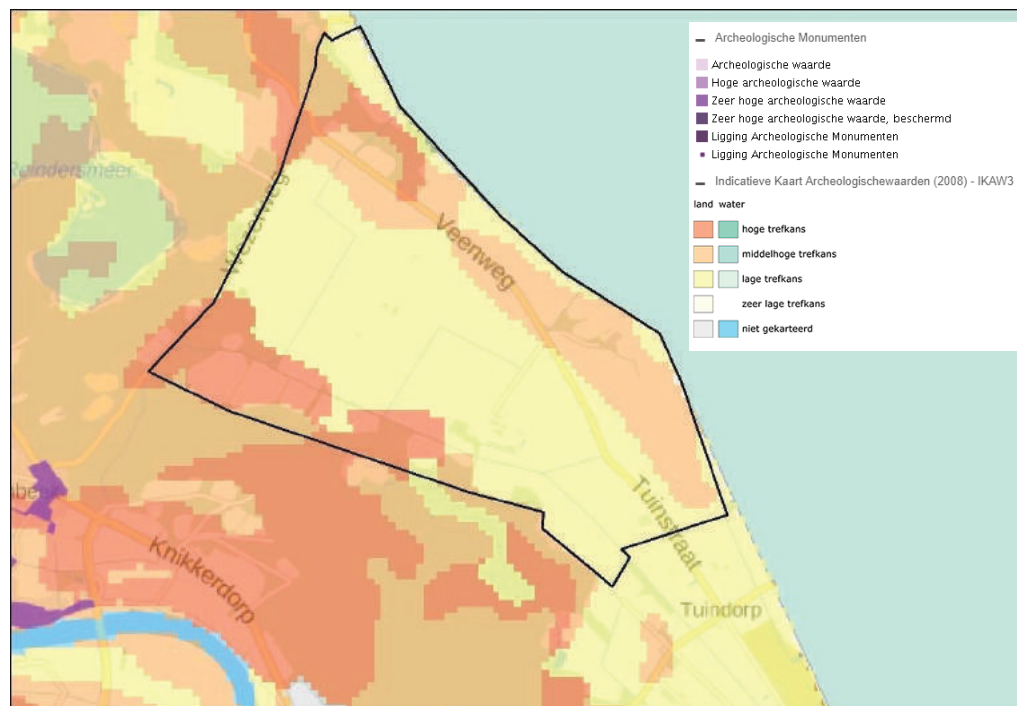 Archeologische Monumenten
Archeologische waarde
Hoge archeologische waarde
Zeer hoge archeologische waarde
Zeer hoge archeologische waarde, beschermd
Ligging Archeologische Monumenten
Ligging Archeologische Monumenten
Indicatieve Kaart Archeologischewaarden (2008) - IKAW3
land water
hoge trefkans
middelhoge trefkans
lage trefkans
zeer lage trefkans
niet gekarteerd
Reindersmeer
Wezerweg
Veenweg
Tuinstraat
Knikkerdorp
Tuindorp